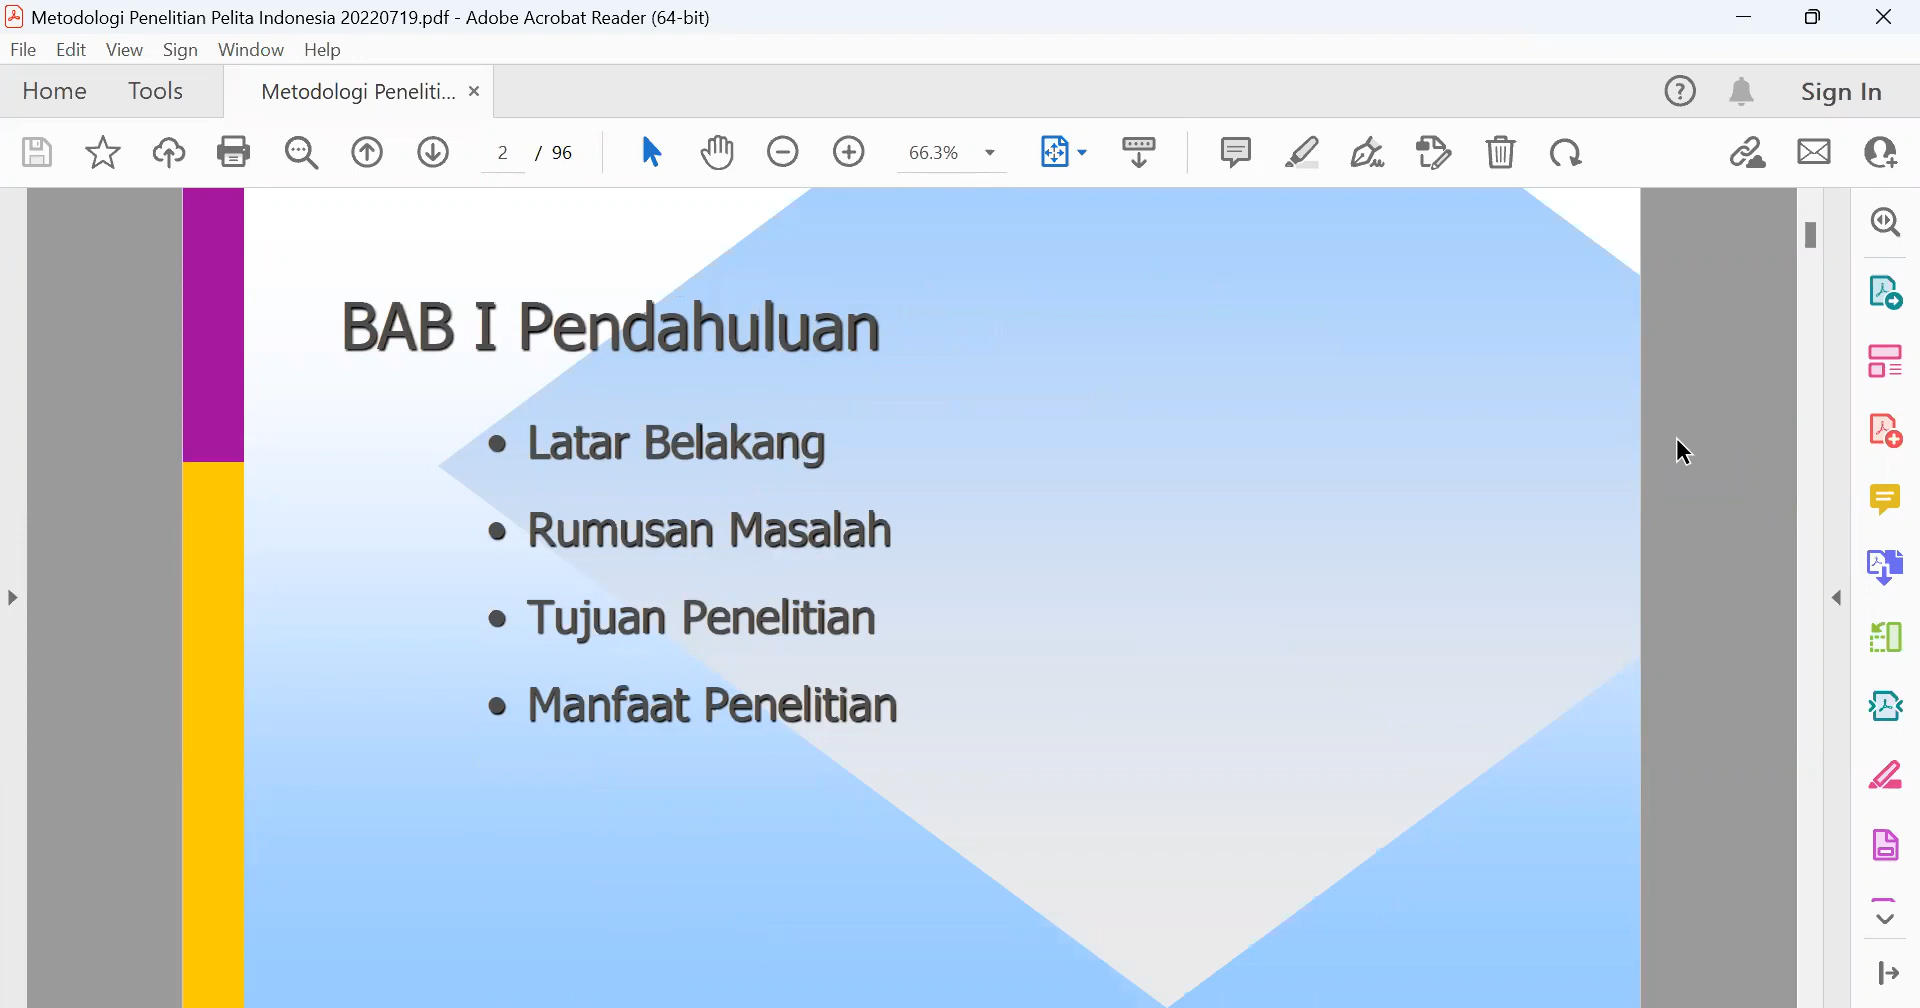 Metodologi Penelitian Pelita Indonesia 20220719.pdf - Adobe Acrobat Reader (64-bit)
File Edit View Sign Window Help
Home Tools Metodologi Peneliti... × Sign In
2 / 96 66.3%
BAB I Pendahuluan
• Latar Belakang
• Rumusan Masalah
• Tujuan Penelitian
• Manfaat Penelitian